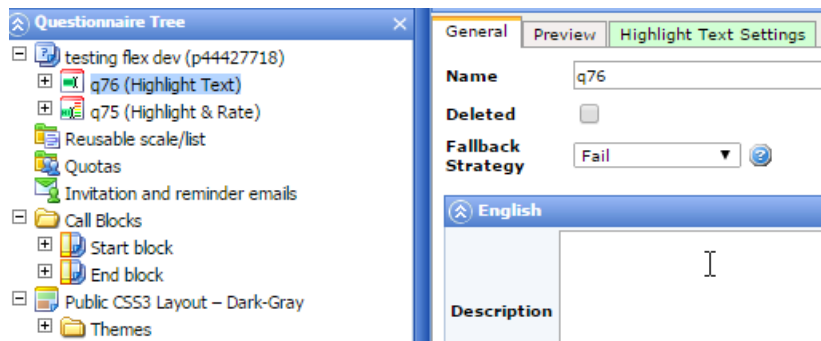 Questionnaire Tree
testing flex dev (p44427718)
q76 (Highlight Text)
q75 (Highlight & Rate)
Reusable scale/list
Quotas
Invitation and reminder emails
Call Blocks
Start block
End block
Public CSS3 Layout – Dark-Gray
Themes
General Preview Highlight Text Settings
Name q76
Deleted
Fallback Strategy Fail
English
Description